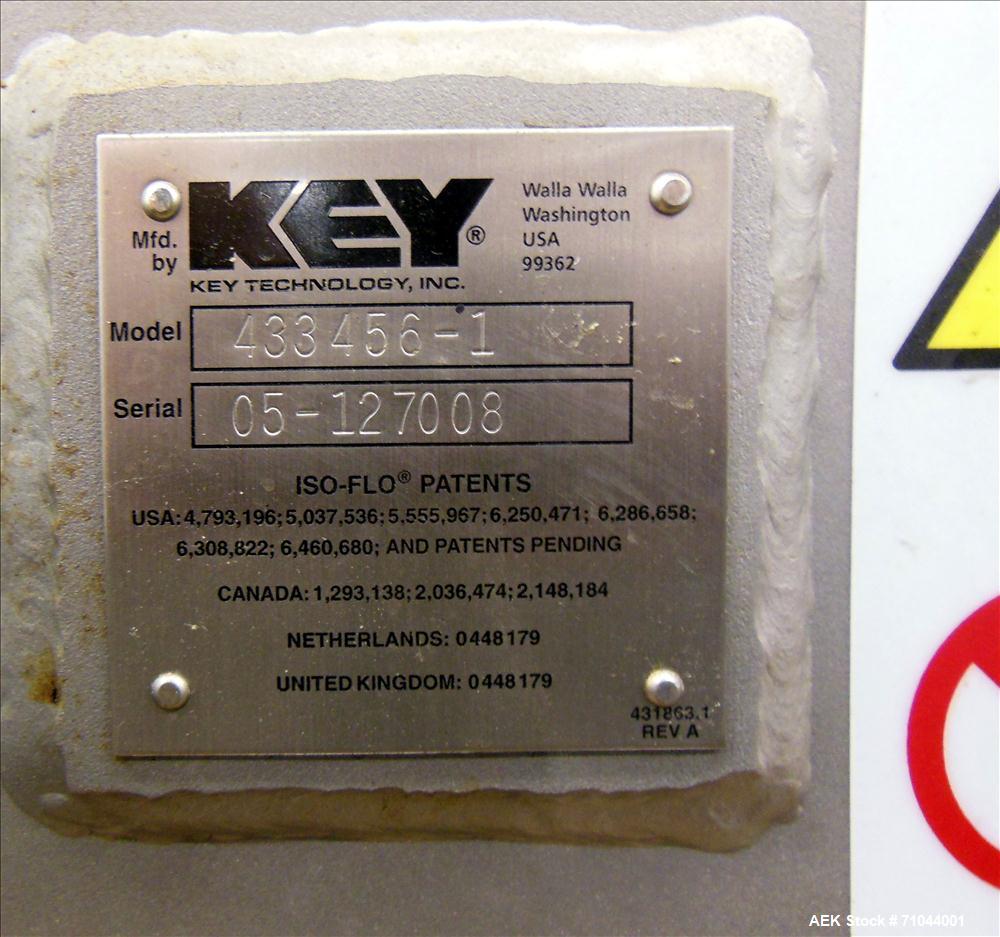 Mfd.
by
KEY®
KEY TECHNOLOGY, INC.
Walla Walla
Washington
USA
99362
Model 433456-1
Serial 05-127008
ISO-FLO® PATENTS
USA: 4,793,196; 5,037,536; 5,555,967; 6,250,471; 6,286,658;
6,308,822; 6,460,680; AND PATENTS PENDING
CANADA: 1,293,138; 2,036,474; 2,148,184
NETHERLANDS: 0448179
UNITED KINGDOM: 0448179
431863.1
REV A
AEK Stock # 71044001